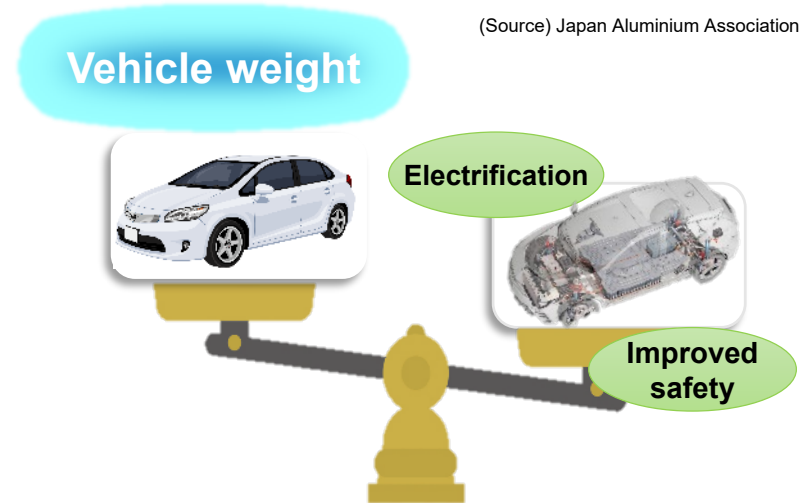 (Source) Japan Aluminium Association
Vehicle weight
Electrification
Improved
safety